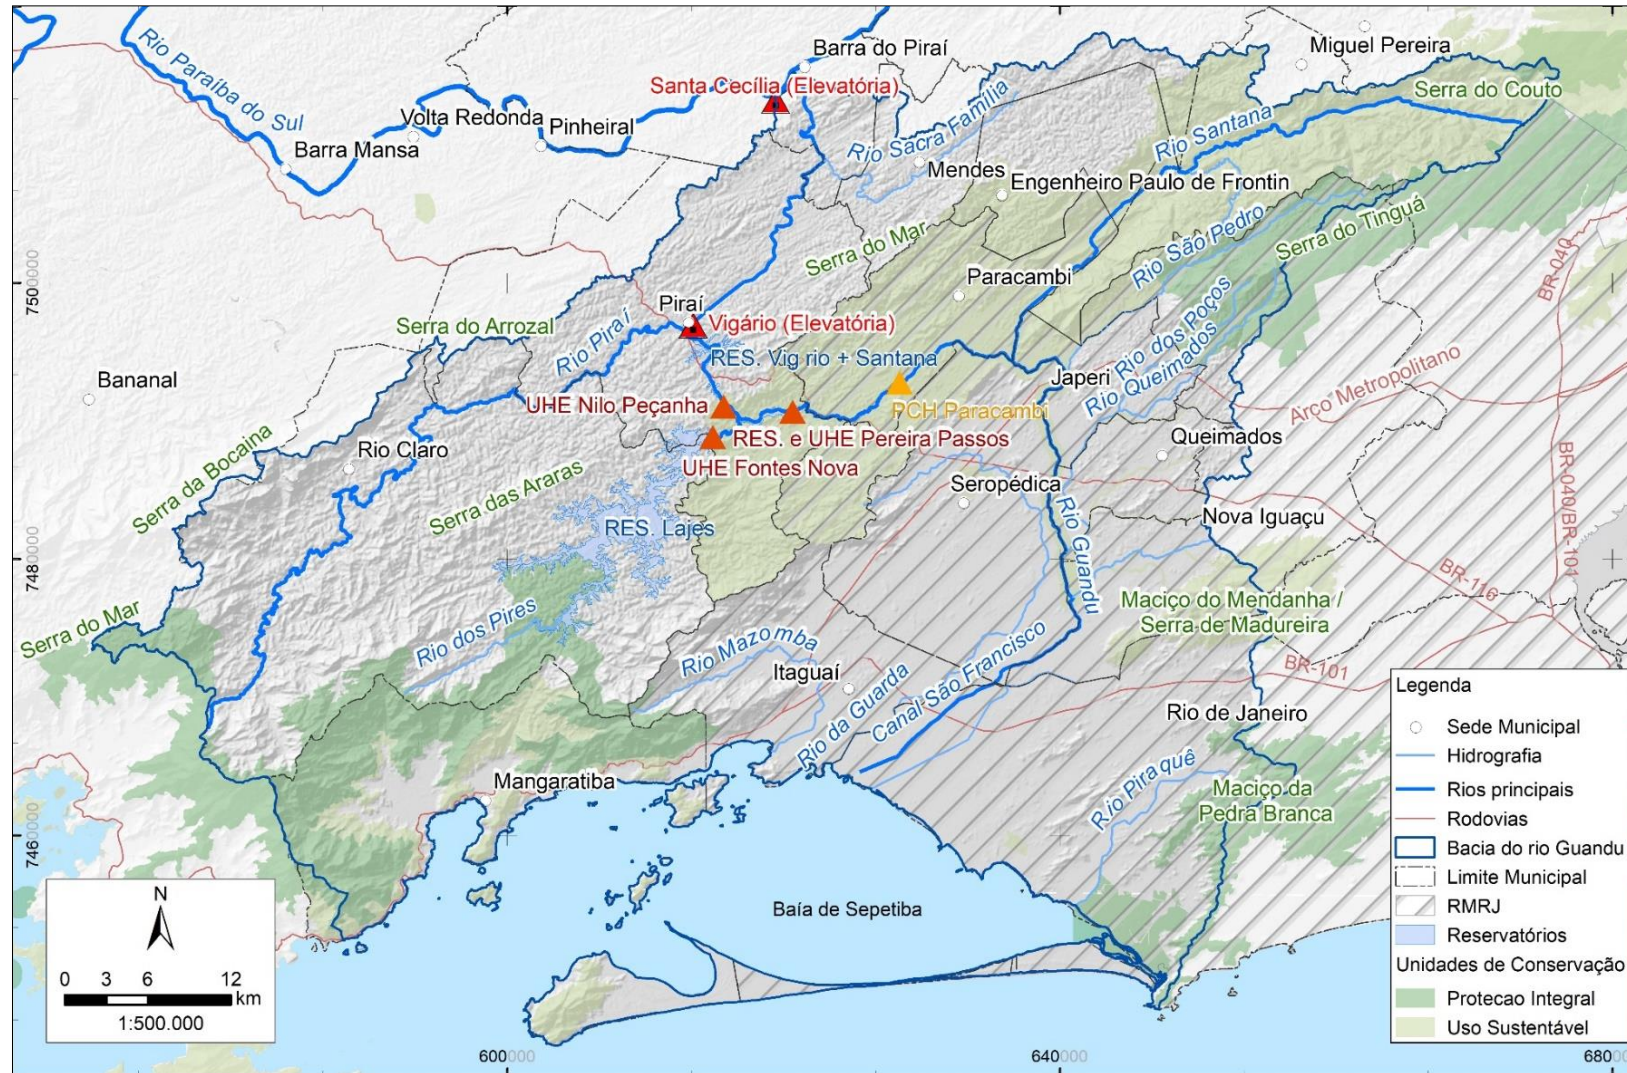 Rio Paraíba do Sul
Barra do Piraí
Miguel Pereira
Santa Cecília (Elevatória)
Serra do Couto
Volta Redonda
Pinheiral
Barra Mansa
Rio Sacra Família
Rio Santana
Mendes
Engenheiro Paulo de Frontin
Serra do Mar
Rio São Pedro
Serra do Tinguá
BR-040
Paracambi
Piraí
Vigário (Elevatória)
Serra do Arrozal
Rio Piraí
RES. Vig rio + Santana
Rio dos Poços
Rio Queimados
Japeri
Arco Metropolitano
Bananal
UHE Nilo Peçanha
PCH Paracambi
RES. e UHE Pereira Passos
UHE Fontes Nova
Queimados
Rio Claro
Serra da Bocaina
Serra das Araras
Seropédica
RES. Lajes
Rio Guandu
Nova Iguaçu
BR-040/BR-101
BR-116
Serra do Mar
Rio dos Pires
Maciço do Mendanha /
Serra de Madureira
Rio Mazomba
Itaguaí
Rio da Guarda
Canal São Francisco
BR-101
Rio de Janeiro
Mangaratiba
Rio Piraquê
Maciço da
Pedra Branca
Baía de Sepetiba
7500000
7480000
7460000
600000
640000
6800
N
0 3 6 12
km
1:500.000
Legenda
Sede Municipal
Hidrografia
Rios principais
Rodovias
Bacia do rio Guandu
Limite Municipal
RMRJ
Reservatórios
Unidades de Conservação
Protecao Integral
Uso Sustentável